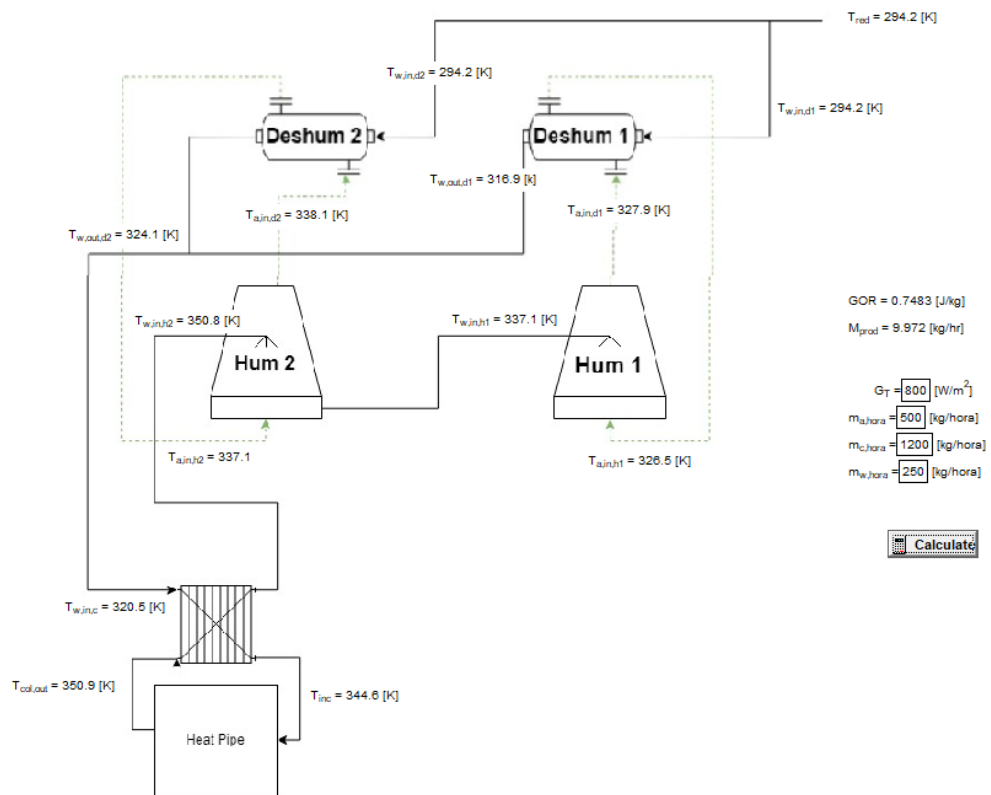 T_red = 294.2 [K]
T_w,in,d2 = 294.2 [K]
T_w,in,d1 = 294.2 [K]
Deshum 2
Deshum 1
T_w,out,d1 = 316.9 [k]
T_a,in,d2 = 338.1 [K]
T_a,in,d1 = 327.9 [K]
T_w,out,d2 = 324.1 [K]
T_w,in,h2 = 350.8 [K]
T_w,in,h1 = 337.1 [K]
Hum 2
Hum 1
T_a,in,h2 = 337.1
T_a,in,h1 = 326.5 [K]
GOR = 0.7483 [J/kg]
M_prod = 9.972 [kg/hr]
G_T = 800 [W/m²]
m_a,hora = 500 [kg/hora]
m_c,hora = 1200 [kg/hora]
m_w,hora = 250 [kg/hora]
Calculate
T_w,in,c = 320.5 [K]
T_col,out = 350.9 [K]
T_inc = 344.6 [K]
Heat Pipe